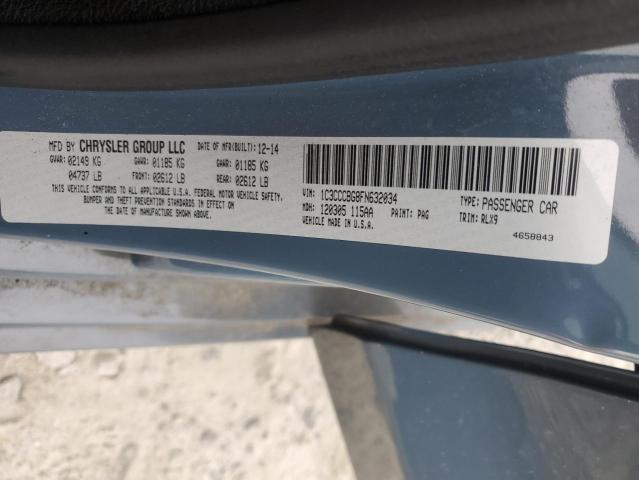 MFD BY CHRYSLER GROUP LLC DATE OF MFR(BUILT): 12-14
GVWR: 02149 KG GAWR: 01185 KG GAWR: 01185 KG
04737 LB FRONT: 02612 LB REAR: 02612 LB
THIS VEHICLE CONFORMS TO ALL APPLICABLE U.S.A. FEDERAL MOTOR VEHICLE SAFETY,
BUMPER AND THEFT PREVENTION STANDARDS IN EFFECT ON
THE DATE OF MANUFACTURE SHOWN ABOVE.
VIN: 1C3CCCBG8FN632034 TYPE: PASSENGER CAR
MDH: 120305 115AA PAINT: PAG TRIM: RLX9
VEHICLE MADE IN U.S.A.
4658843